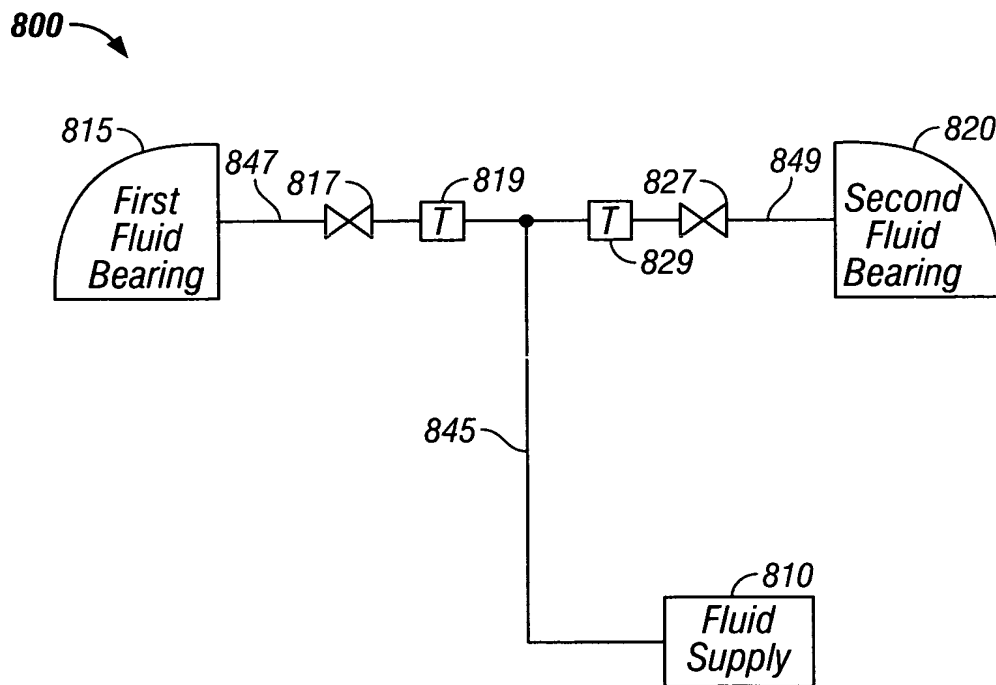 800
815
847
817
819
827
849
820
First
Fluid
Bearing
T
T
829
Second
Fluid
Bearing
845
810
Fluid
Supply